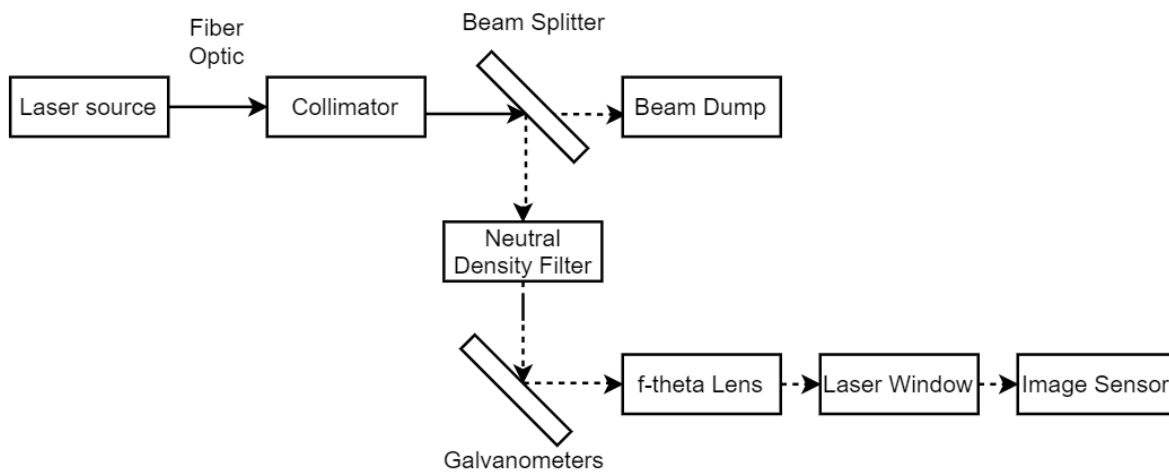 Beam Splitter
Fiber
Optic
Laser source
Collimator
Beam Dump
Neutral
Density Filter
f-theta Lens
Laser Window
Image Sensor
Galvanometers